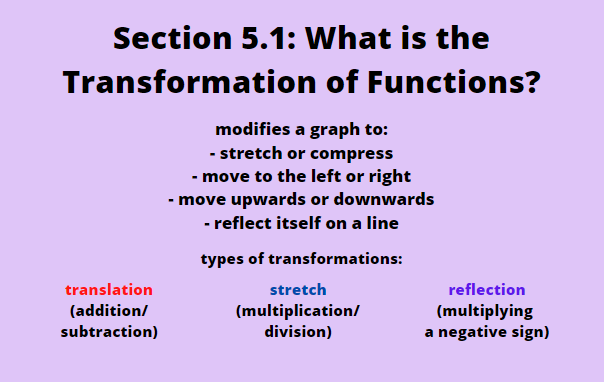 Section 5.1: What is the
Transformation of Functions?
modifies a graph to:
- stretch or compress
- move to the left or right
- move upwards or downwards
- reflect itself on a line
types of transformations:
translation
(addition/
subtraction)
stretch
(multiplication/
division)
reflection
(multiplying
a negative sign)